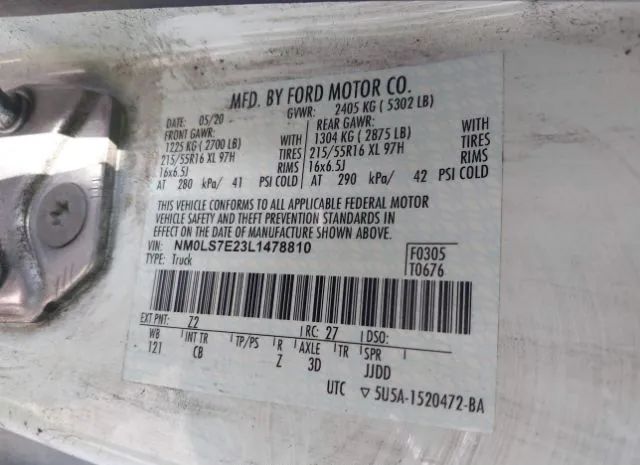 MFD. BY FORD MOTOR CO.
DATE: 05/20 GVWR: 2405 KG ( 5302 LB)
FRONT GAWR: REAR GAWR:
1225 KG ( 2700 LB) WITH 1304 KG ( 2875 LB) WITH
215/55R16 XL 97H TIRES 215/55R16 XL 97H TIRES
16x6.5J RIMS 16x6.5J RIMS
AT 280 kPa/ 41 PSI COLD AT 290 kPa/ 42 PSI COLD
THIS VEHICLE CONFORMS TO ALL APPLICABLE FEDERAL MOTOR
VEHICLE SAFETY AND THEFT PREVENTION STANDARDS IN
EFFECT ON THE DATE OF MANUFACTURE SHOWN ABOVE.
VIN: NM0LS7E23L1478810 F0305
TYPE: Truck T0676
EXT PNT: Z2 RC: 27 DSO:
WB INT TR TP/PS R AXLE TR SPR
121 CB Z 3D JJDD
UTC ▽ 5U5A-1520472-BA